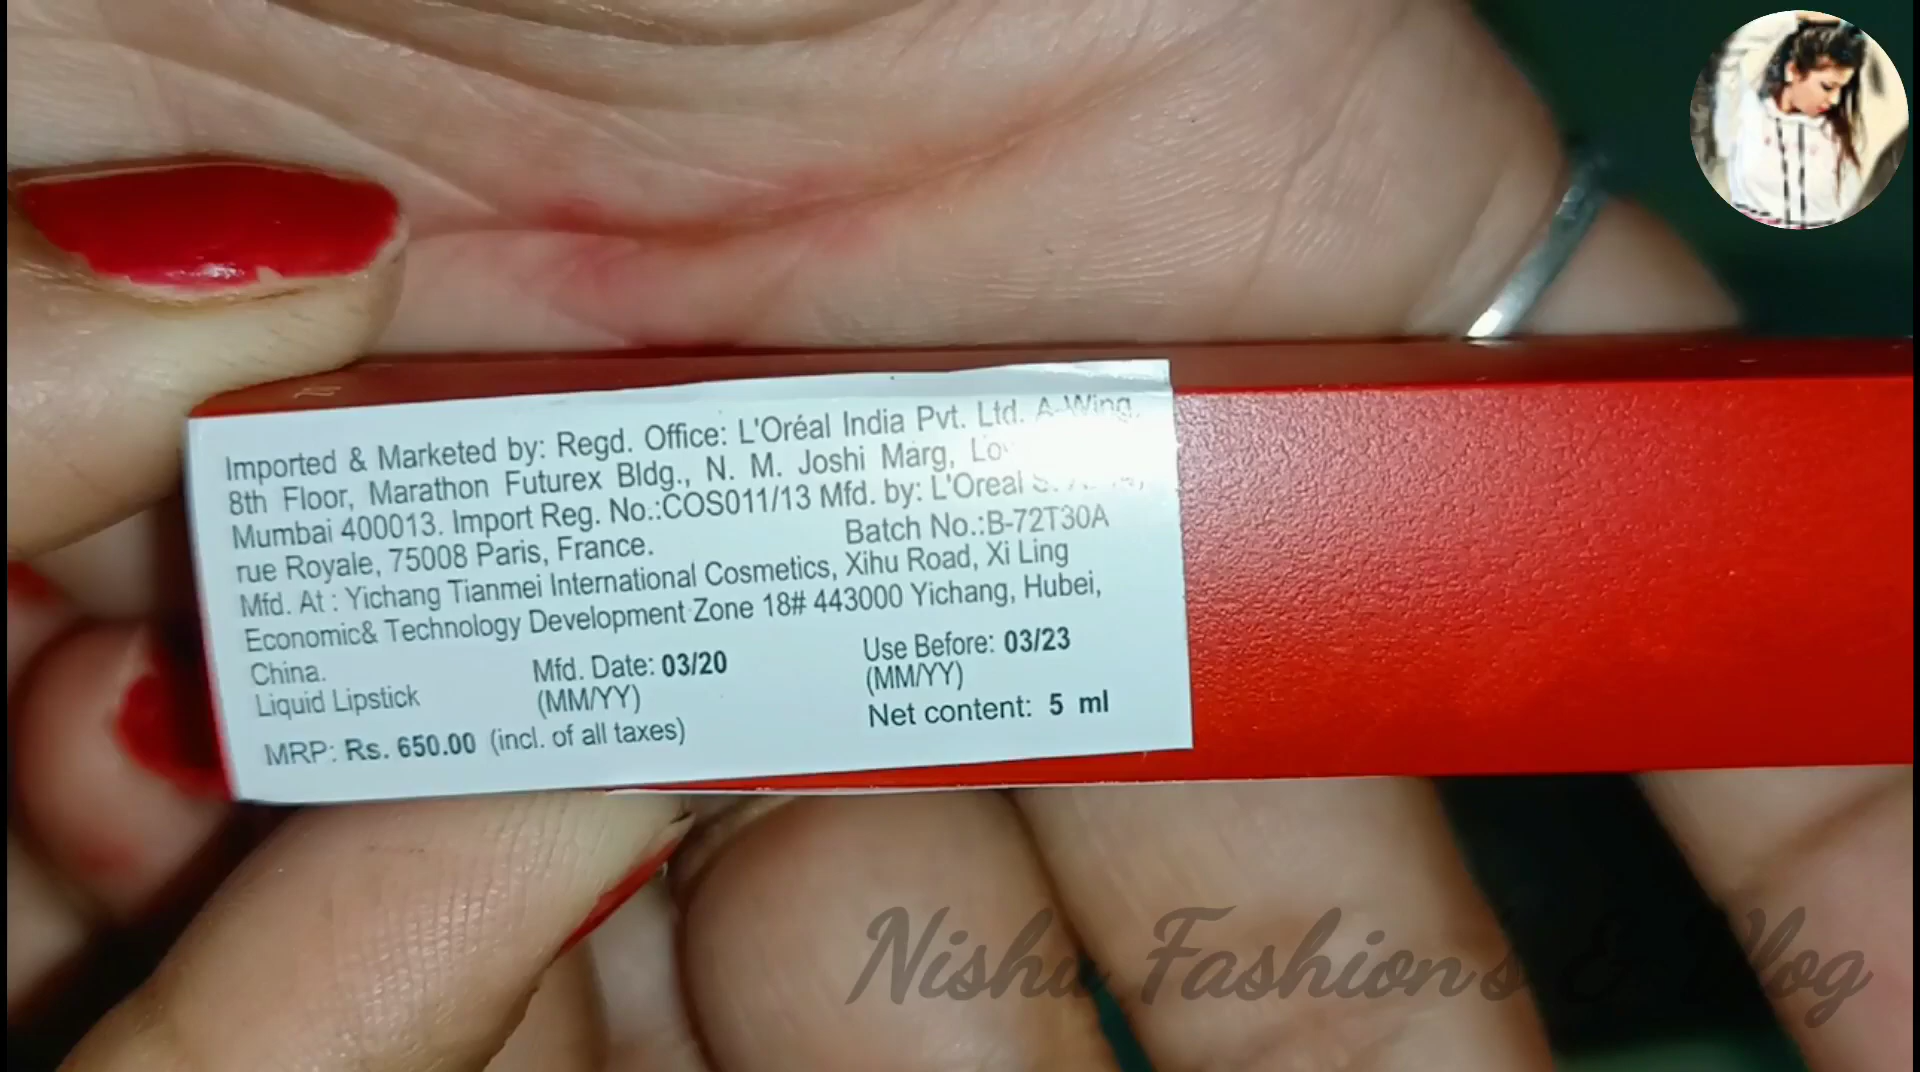 Imported & Marketed by: Regd. Office: L'Oréal India Pvt. Ltd. A-Wing,
8th Floor, Marathon Futurex Bldg., N. M. Joshi Marg,
Mumbai 400013. Import Reg. No.:COS011/13 Mfd. by: L'Oreal
rue Royale, 75008 Paris, France. Batch No.:B-72T30A
Mfd. At : Yichang Tianmei International Cosmetics, Xihu Road, Xi Ling
Economic& Technology Development Zone 18# 443000 Yichang, Hubei,
China. Mfd. Date: 03/20 Use Before: 03/23
Liquid Lipstick (MM/YY) (MM/YY)
MRP: Rs. 650.00 (incl. of all taxes) Net content: 5 ml
Nisha Fashion's & Vlog